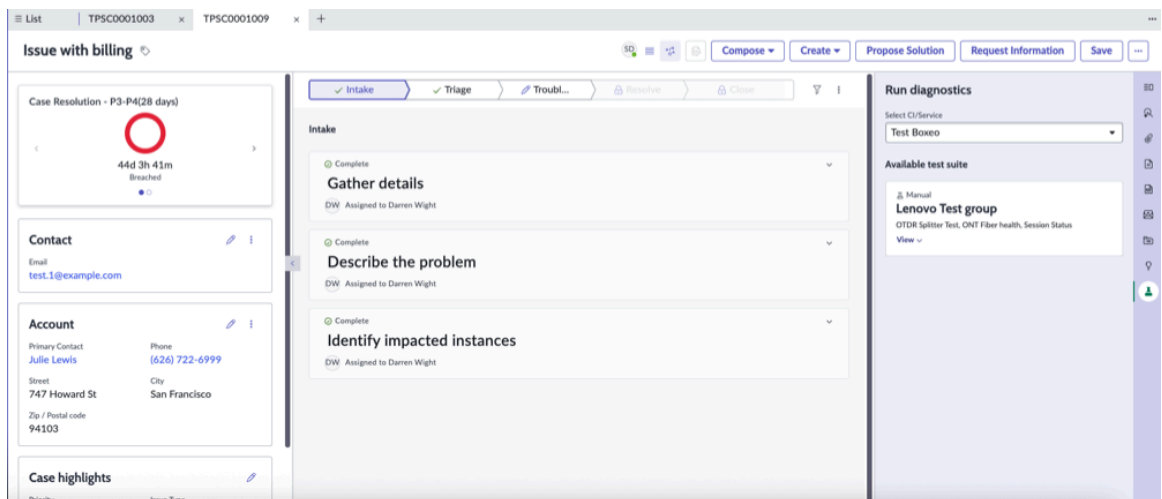 List
TPSC0001003 ×
TPSC0001009 ×
+
Issue with billing
SD
Compose
Create
Propose Solution
Request Information
Save
Case Resolution - P3-P4(28 days)
44d 3h 41m
Breached
Contact
Email
test.1@example.com
Account
Primary Contact Phone
Julie Lewis (626) 722-6999
Street City
747 Howard St San Francisco
Zip / Postal code
94103
Case highlights
Priority Issue Type
Intake
Triage
Troubl...
Resolve
Close
Intake
Complete
Gather details
DW Assigned to Darren Wight
Complete
Describe the problem
DW Assigned to Darren Wight
Complete
Identify impacted instances
DW Assigned to Darren Wight
Run diagnostics
Select CI/Service
Test Boxeo
Available test suite
Manual
Lenovo Test group
OTDR Splitter Test, ONT Fiber health, Session Status
View